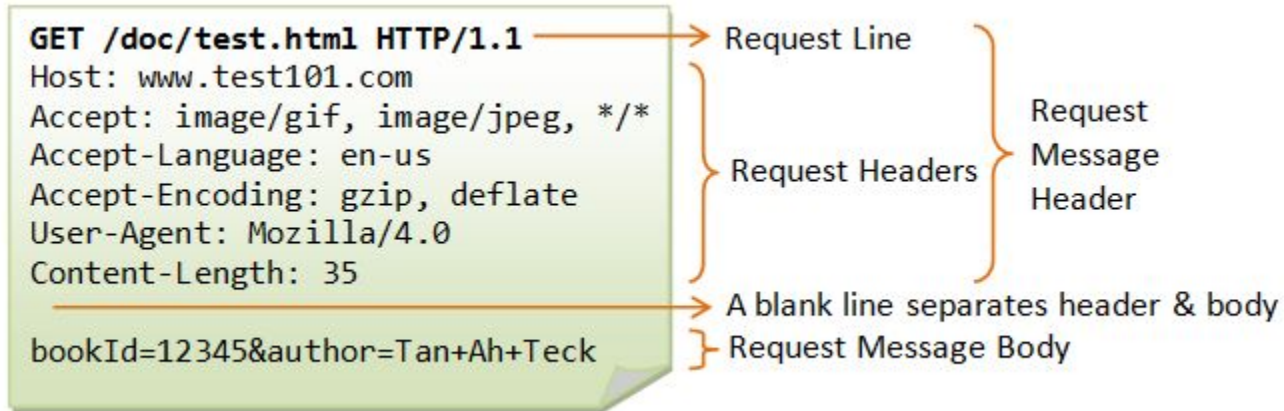 GET /doc/test.html HTTP/1.1
Host: www.test101.com
Accept: image/gif, image/jpeg, */*
Accept-Language: en-us
Accept-Encoding: gzip, deflate
User-Agent: Mozilla/4.0
Content-Length: 35
bookId=12345&author=Tan+Ah+Teck
Request Line
Request Headers
Request
Message
Header
A blank line separates header & body
Request Message Body